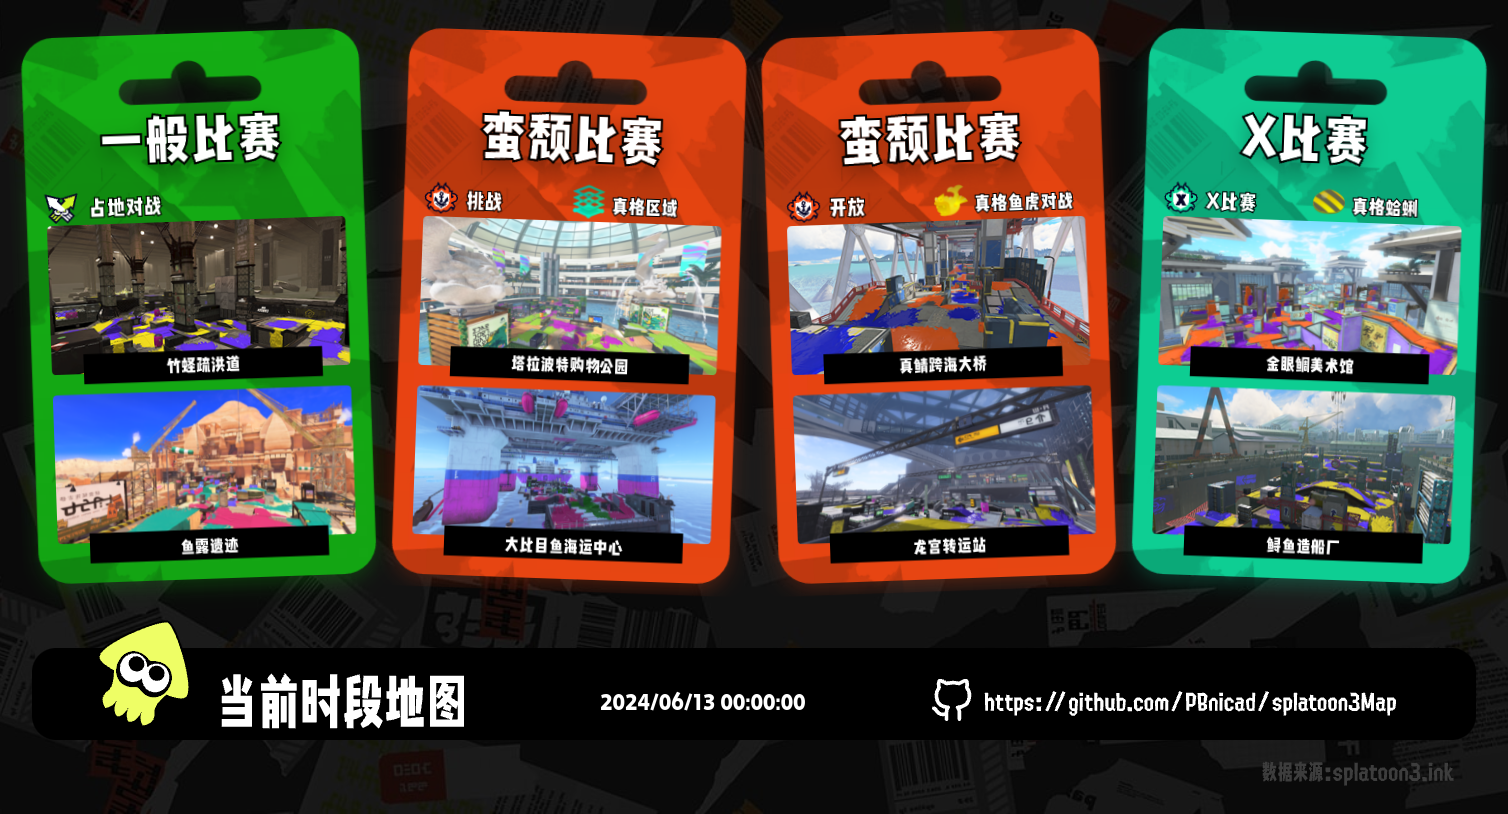 一般比赛
占地对战
竹蛏疏洪道
鱼露遗迹
蛮颓比赛
挑战
真格区域
塔拉波特购物公园
大比目鱼海运中心
蛮颓比赛
开放
真格鱼虎对战
真鲷跨海大桥
龙宫转运站
X比赛
X比赛
真格蛤蜊
金眼鲷美术馆
鲟鱼造船厂
当前时段地图
2024/06/13 00:00:00
https://github.com/PBnicad/splatoon3Map
数据来源:splatoon3.ink